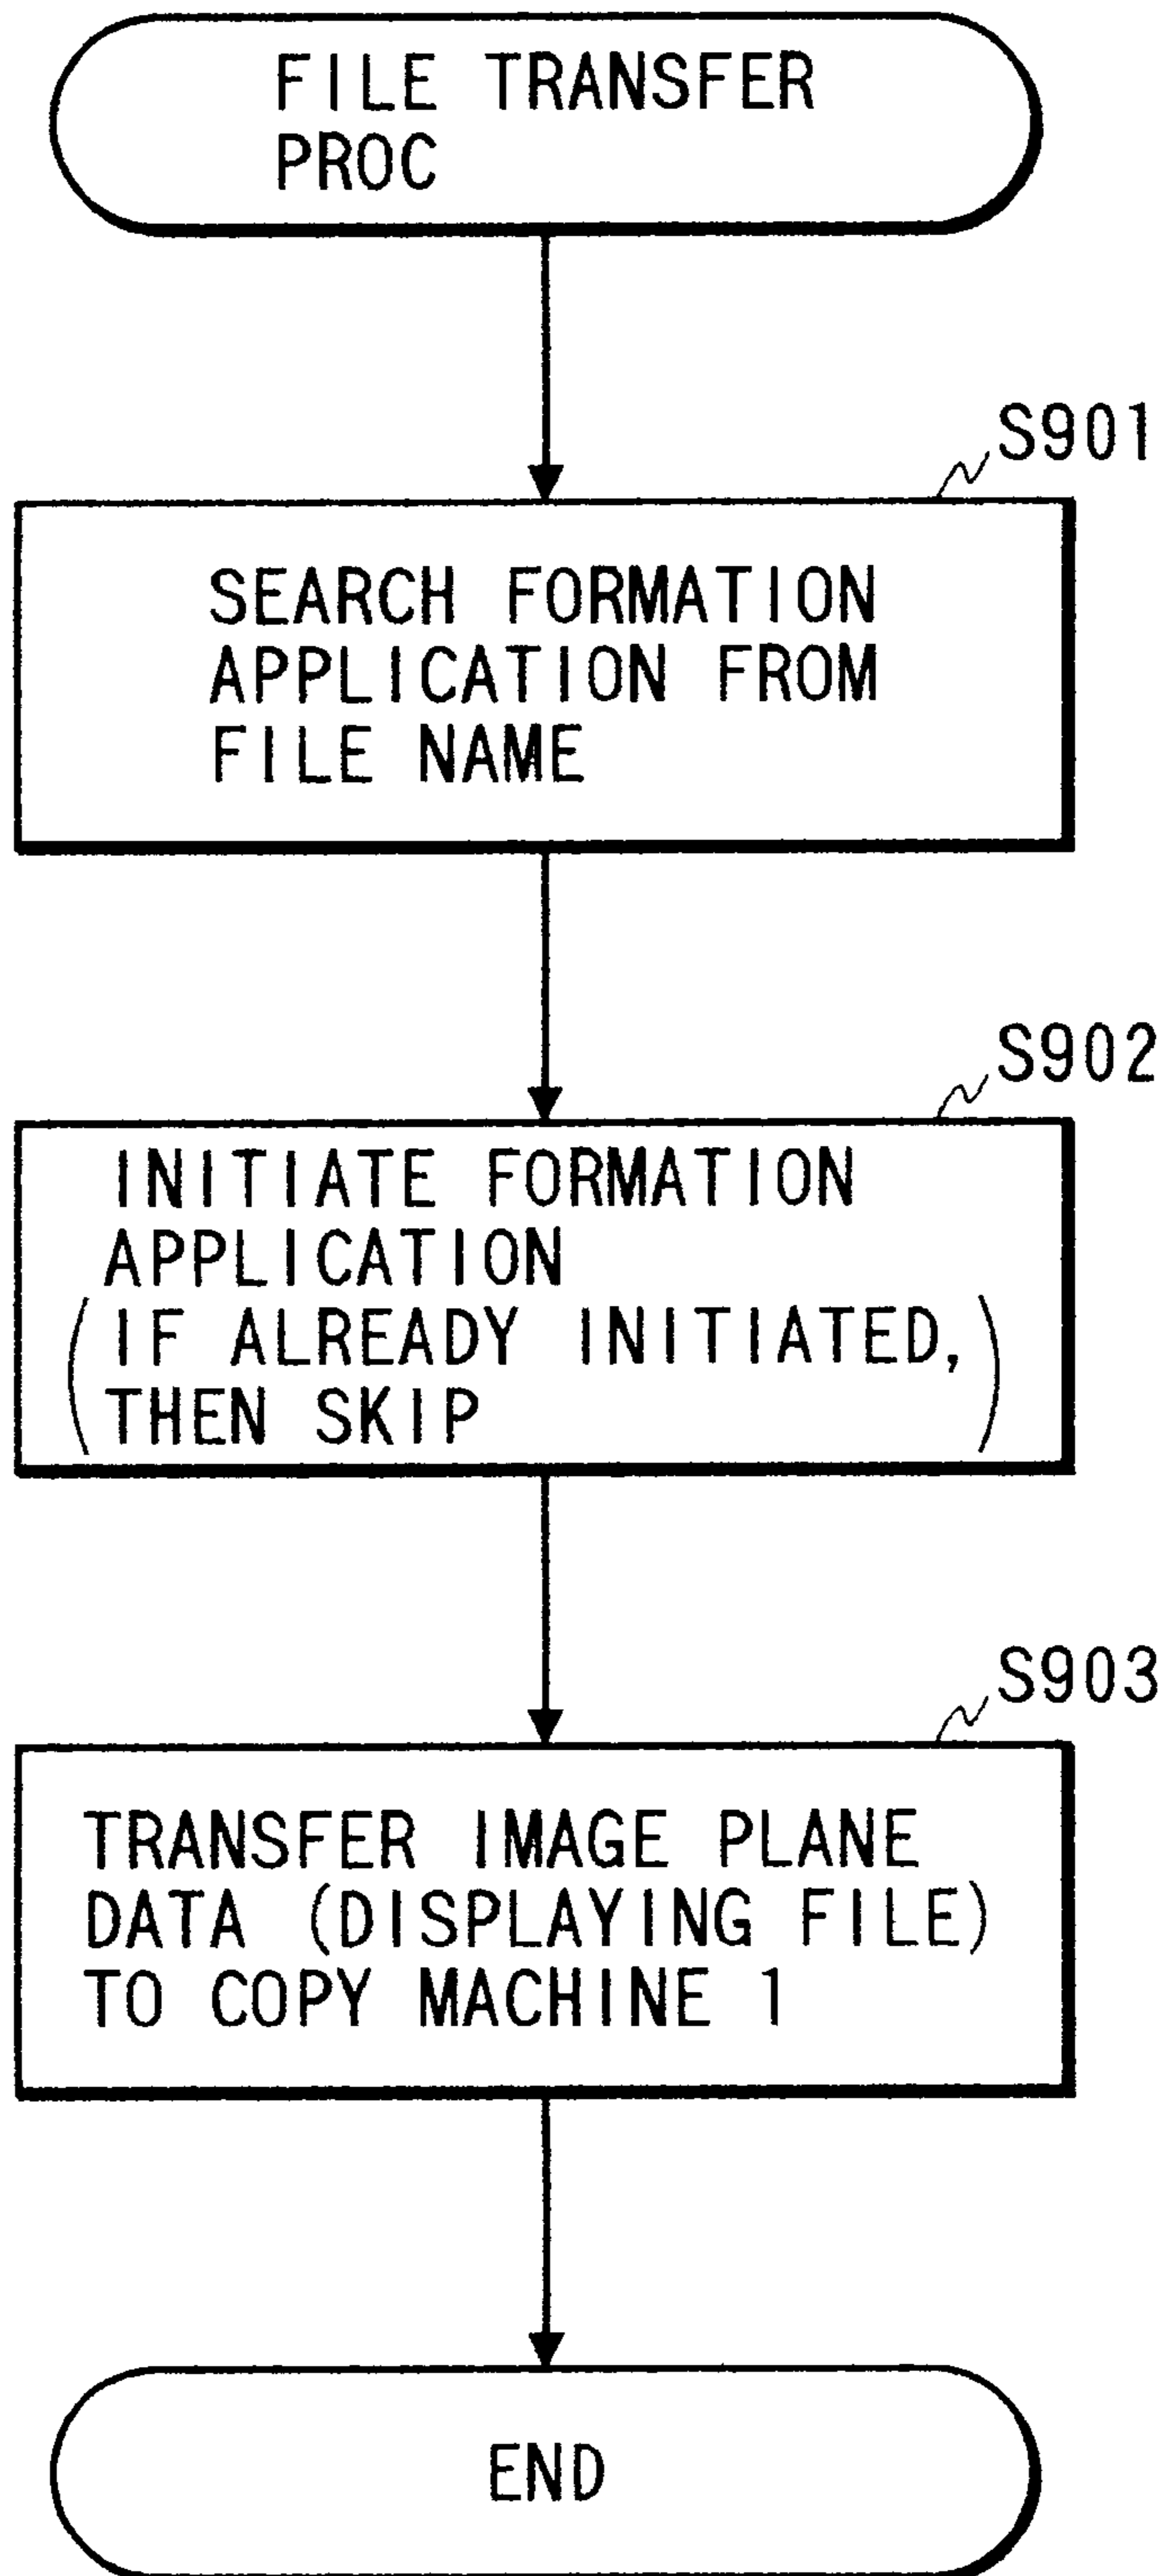 FILE TRANSFER
PROC
S901
SEARCH FORMATION
APPLICATION FROM
FILE NAME
S902
INITIATE FORMATION
APPLICATION
(IF ALREADY INITIATED,
THEN SKIP)
S903
TRANSFER IMAGE PLANE
DATA (DISPLAYING FILE)
TO COPY MACHINE 1
END